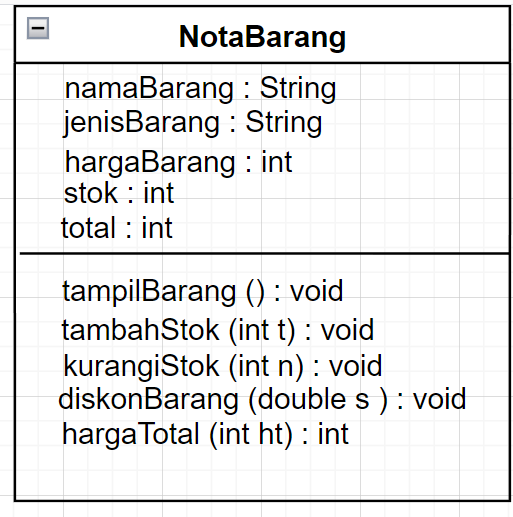 NotaBarang
namaBarang : String
jenisBarang : String
hargaBarang : int
stok : int
total : int
tampilBarang () : void
tambahStok (int t) : void
kurangiStok (int n) : void
diskonBarang (double s ) : void
hargaTotal (int ht) : int